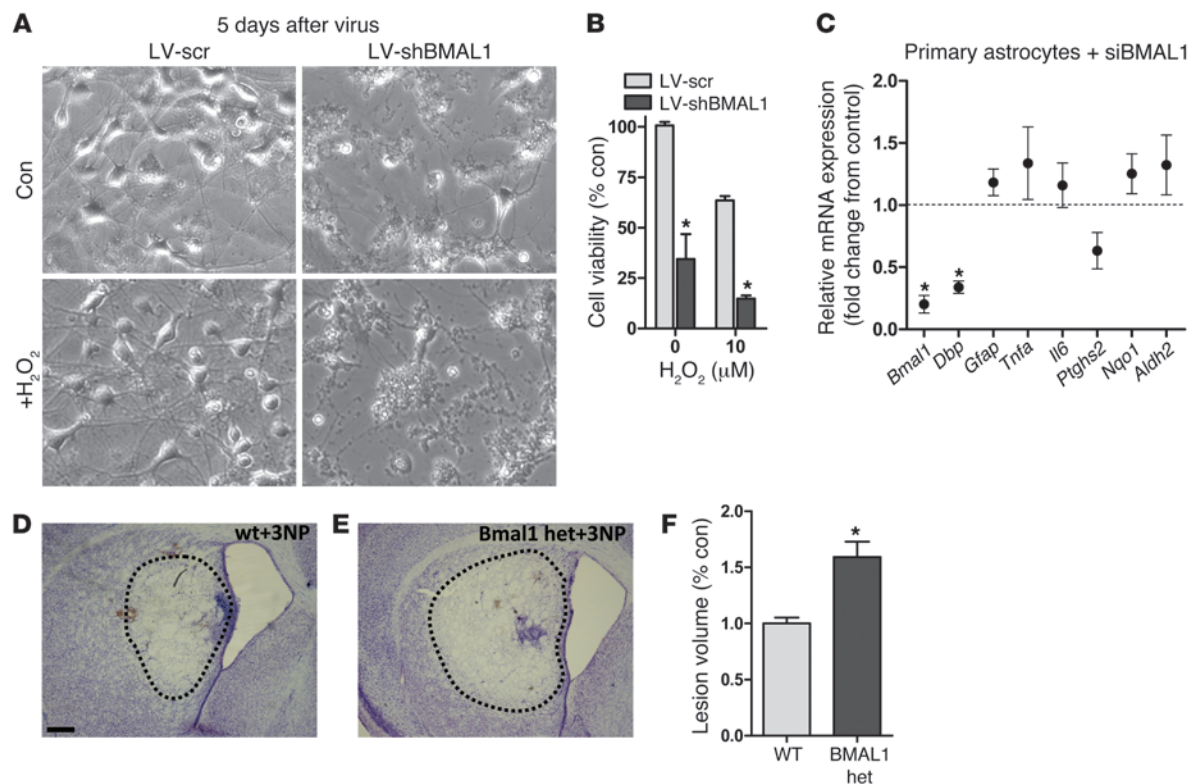 A
5 days after virus
LV-scr
LV-shBMAL1
Con
+H2O2
B
LV-scr
LV-shBMAL1
Cell viability (% con)
100
75
50
25
0
*
*
0
10
H2O2 (μM)
C
Primary astrocytes + siBMAL1
Relative mRNA expression
(fold change from control)
2.0
1.5
1.0
0.5
0.0
*
*
Bmal1
Dbp
Gfap
Tnfa
Il6
Ptghs2
Nqo1
Aldh2
D
wt+3NP
E
Bmal1 het+3NP
F
Lesion volume (% con)
2.0
1.5
1.0
0.5
0.0
*
WT
BMAL1
het